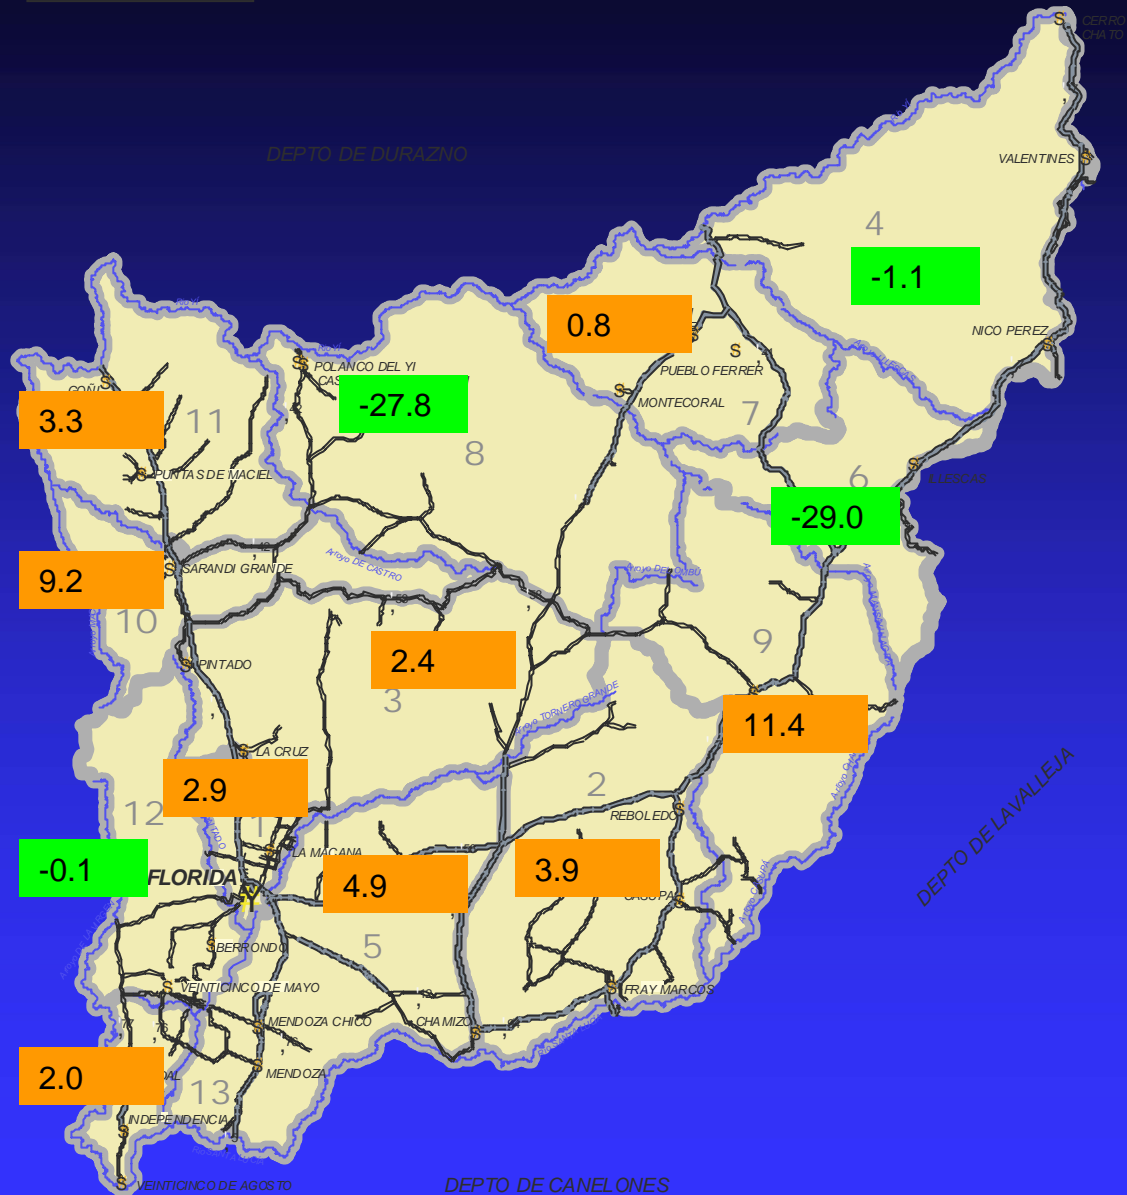 CERRO
CHATO
DEPTO DE DURAZNO
VALENTINES
4
-1.1
0.8
NICO PEREZ
PUEBLO FERRER
POLANCO DEL YI
-27.8
MONTECORAL
3.3
11
7
8
PUNTAS DE MACIEL
6
-29.0
SARANDI GRANDE
Arroyo DE CASTRO
9.2
10
9
2.4
PINTADO
3
Arroyo TORNERO GRANDE
11.4
LA CRUZ
2.9
2
12
1
REBOLEDO
DEPTO DE LAVALLEJA
LA MACANA
-0.1
FLORIDA
4.9
3.9
5
BERRONDO
VEINTICINCO DE MAYO
FRAY MARCOS
MENDOZA CHICO
CHAMIZO
2.0
MENDOZA
13
INDEPENDENCIA
VEINTICINCO DE AGOSTO
DEPTO DE CANELONES